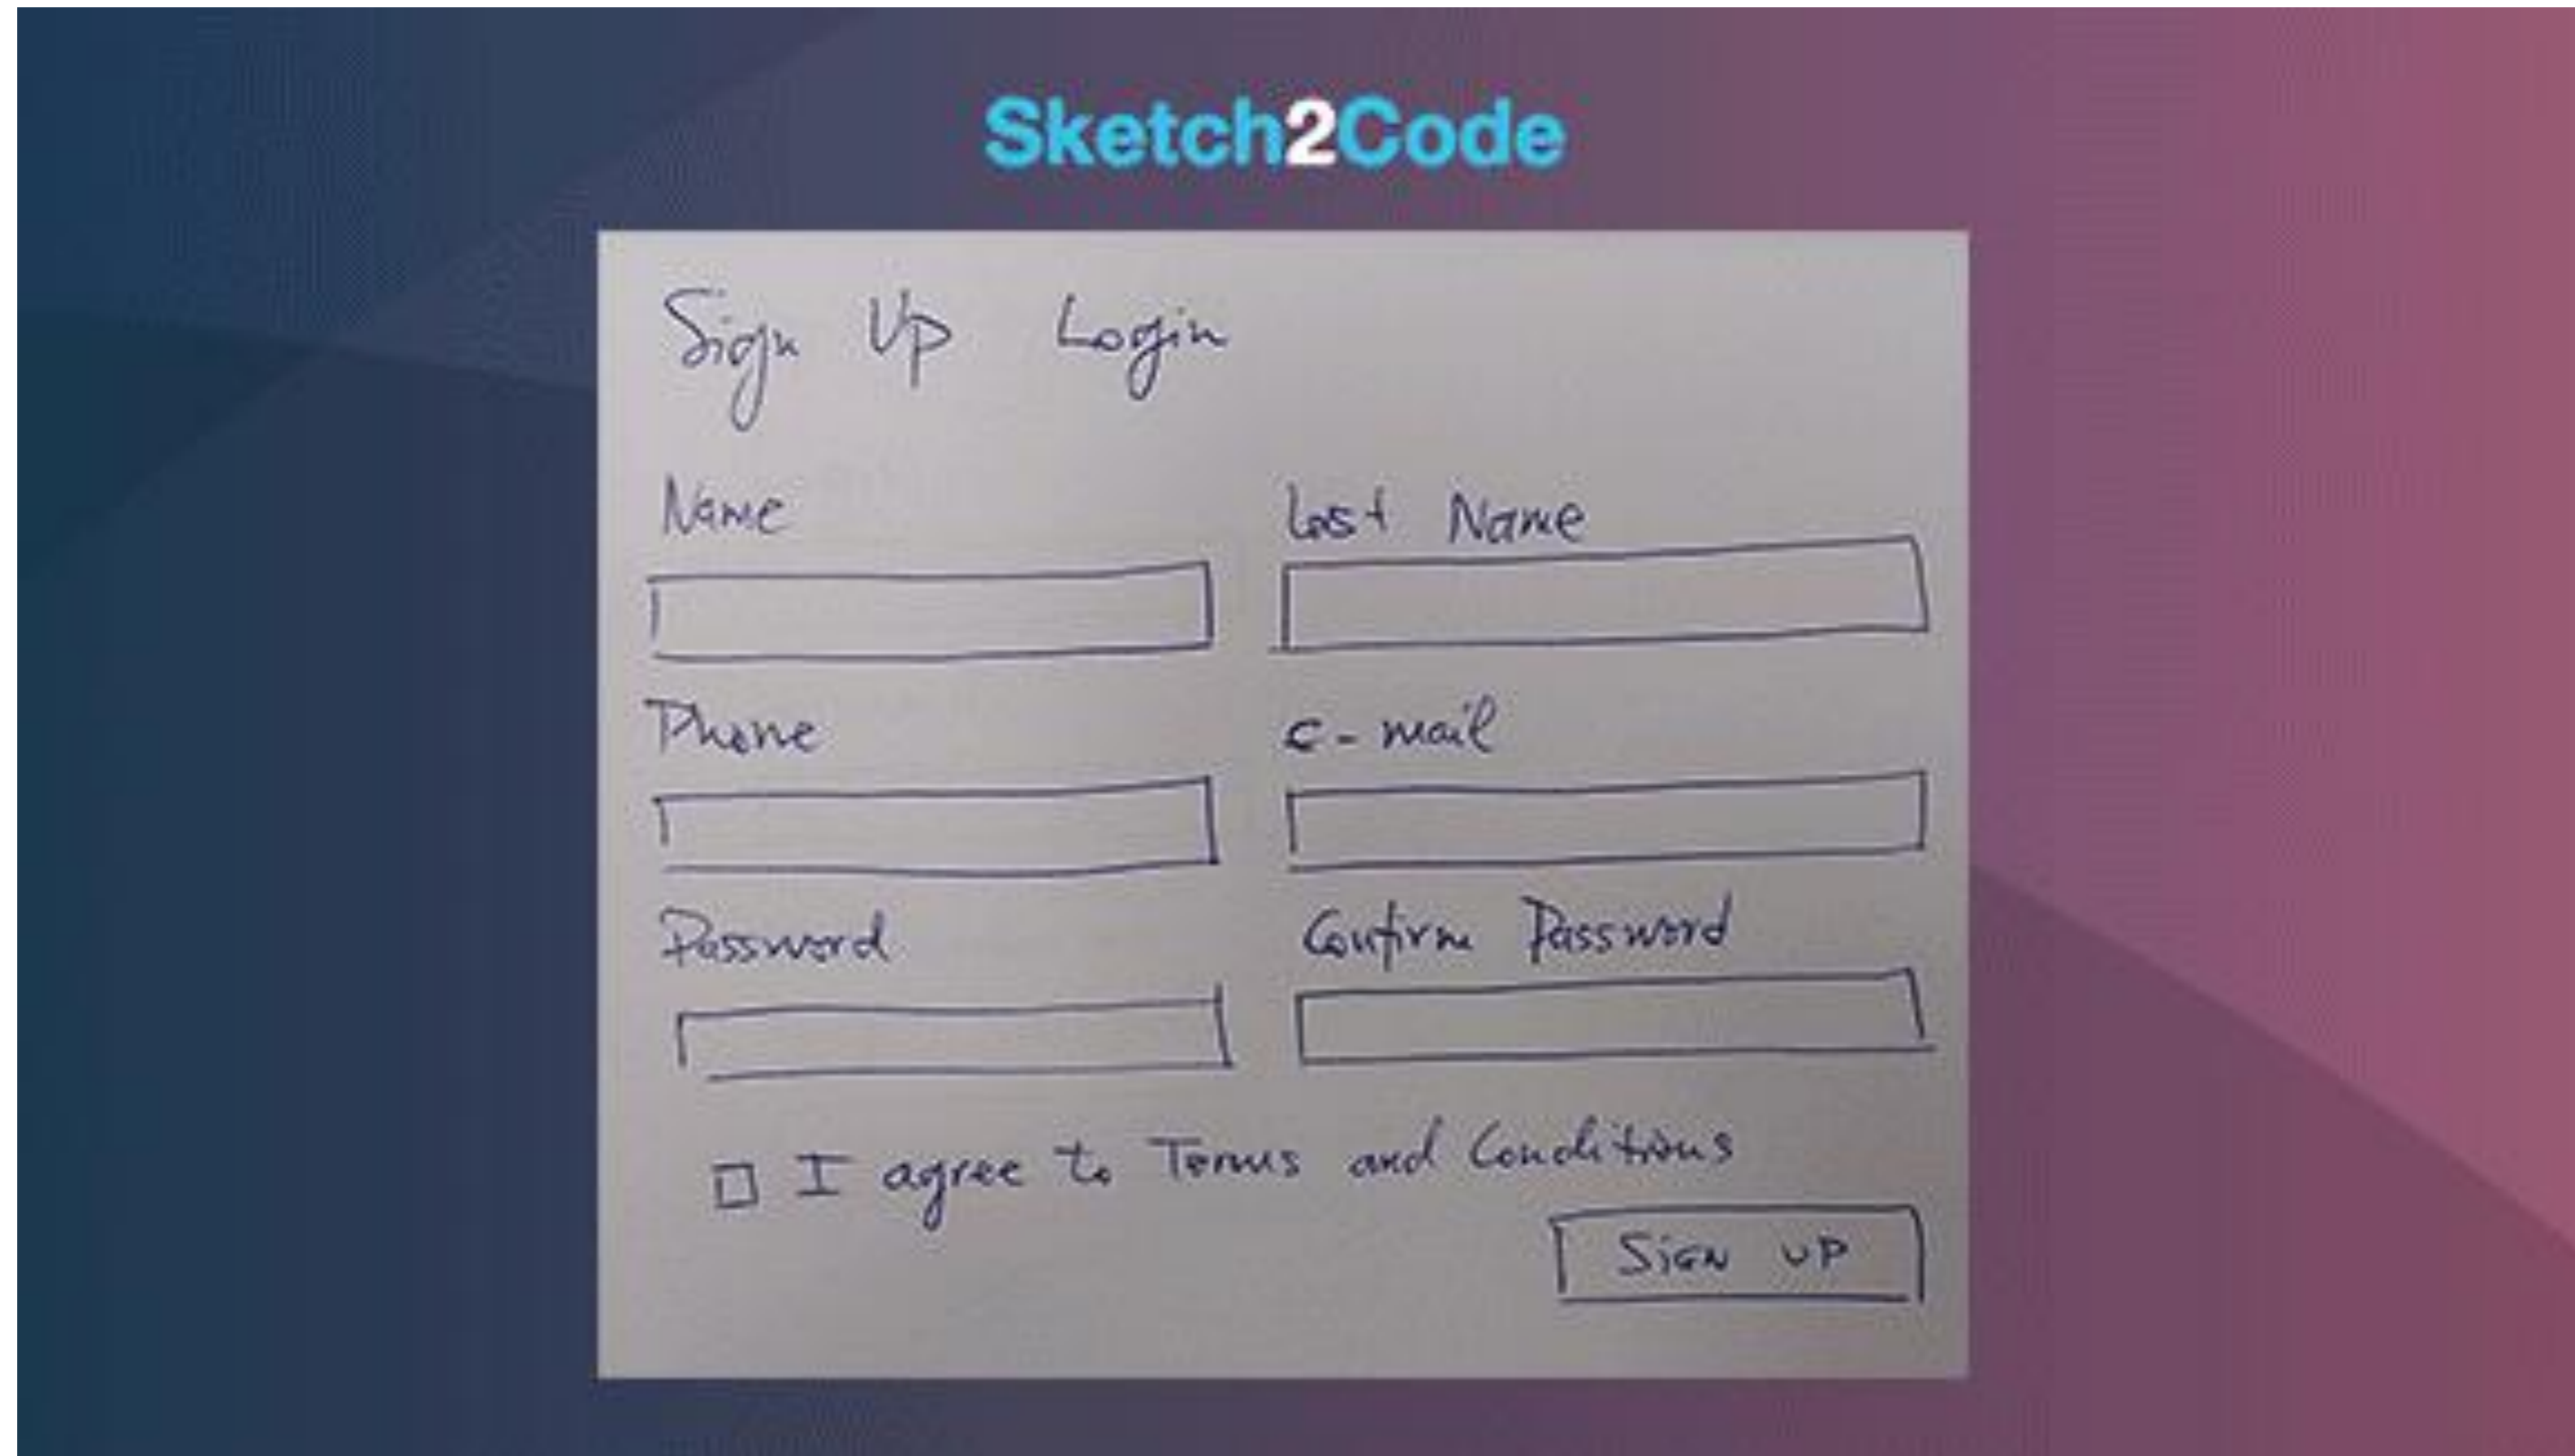 Sketch2Code
Sign Up Login
Name Last Name
Phone e-mail
Password Confirm Password
I agree to Terms and Conditions
SIGN UP